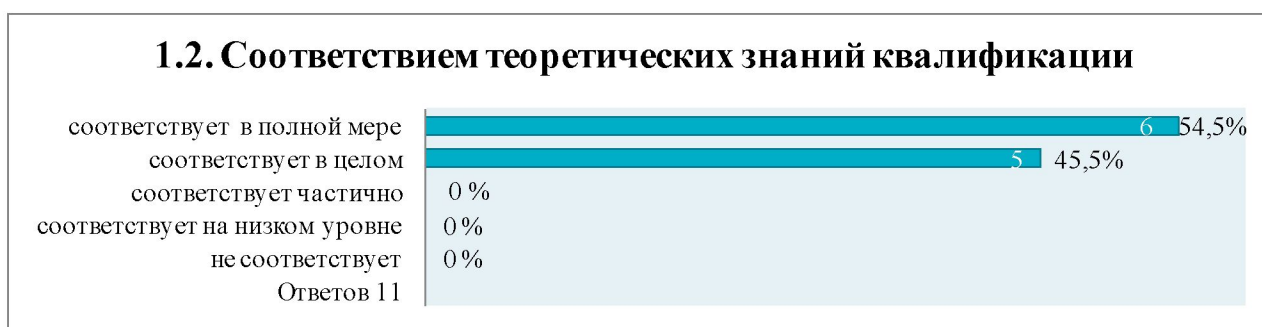 1.2. Соответствием теоретических знаний квалификации
соответствует в полной мере 6 54,5%
соответствует в целом 5 45,5%
соответствует частично 0 %
соответствует на низком уровне 0 %
не соответствует 0 %
Ответов 11